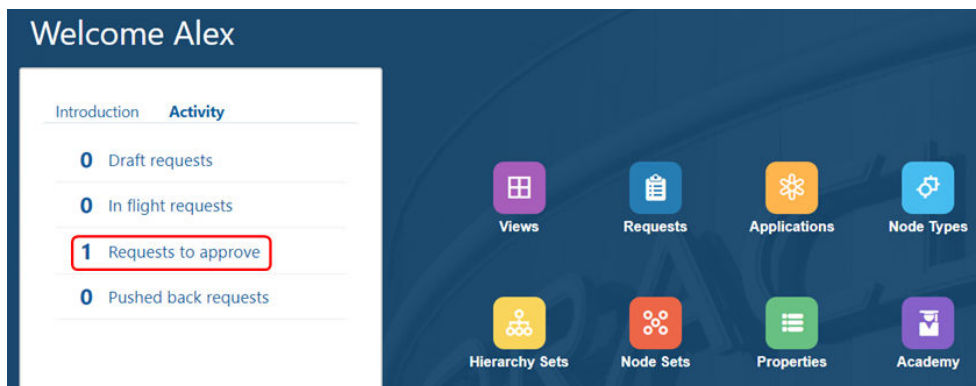 Welcome Alex
Introduction Activity
0 Draft requests
0 In flight requests
1 Requests to approve
0 Pushed back requests
Views Requests Applications Node Types
Hierarchy Sets Node Sets Properties Academy